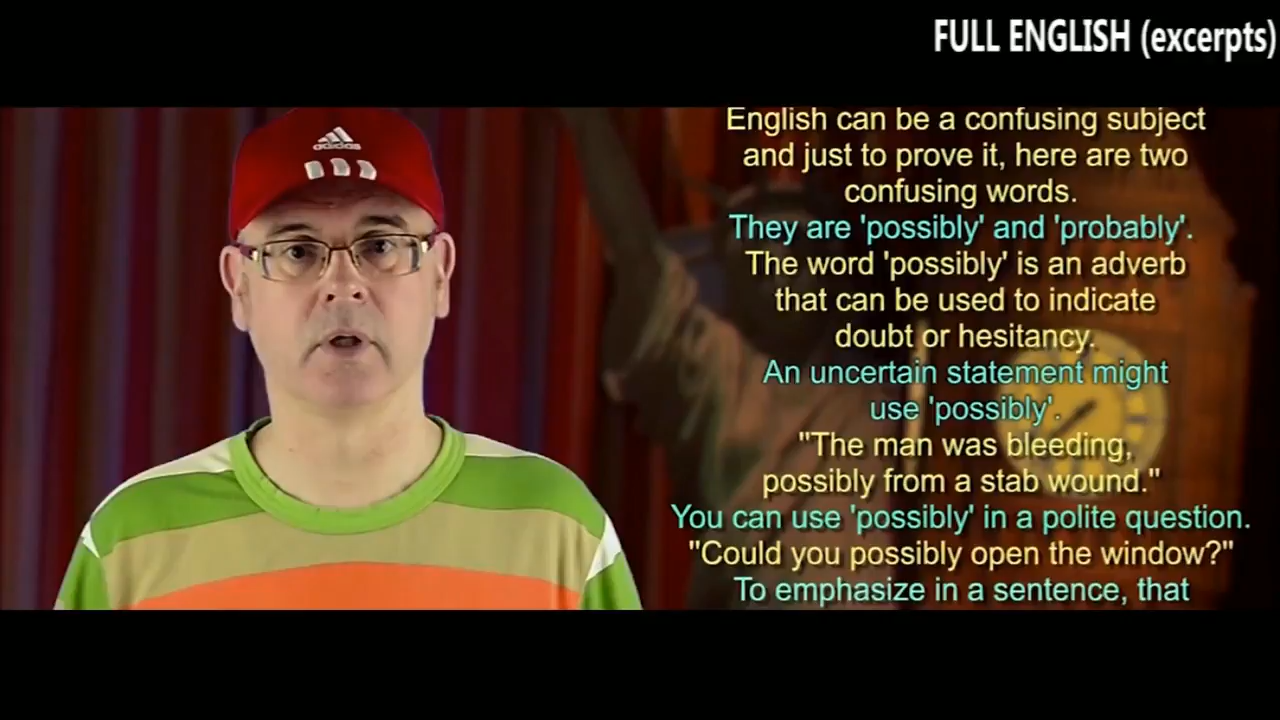 FULL ENGLISH (excerpts)
adidas
English can be a confusing subject
and just to prove it, here are two
confusing words.
They are 'possibly' and 'probably'.
The word 'possibly' is an adverb
that can be used to indicate
doubt or hesitancy.
An uncertain statement might
use 'possibly'.
"The man was bleeding,
possibly from a stab wound."
You can use 'possibly' in a polite question.
"Could you possibly open the window?"
To emphasize in a sentence, that